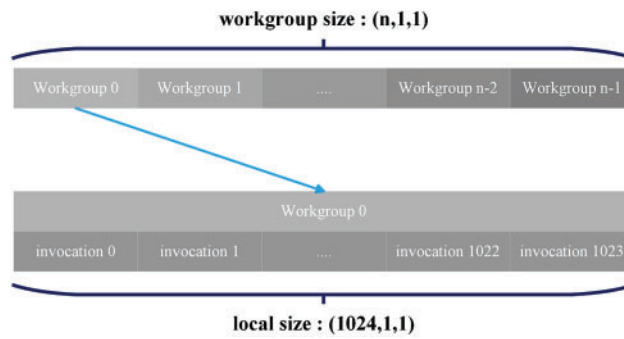 workgroup size : (n,1,1)
Workgroup 0 Workgroup 1 .... Workgroup n-2 Workgroup n-1
Workgroup 0
invocation 0 invocation 1 .... invocation 1022 invocation 1023
local size : (1024,1,1)